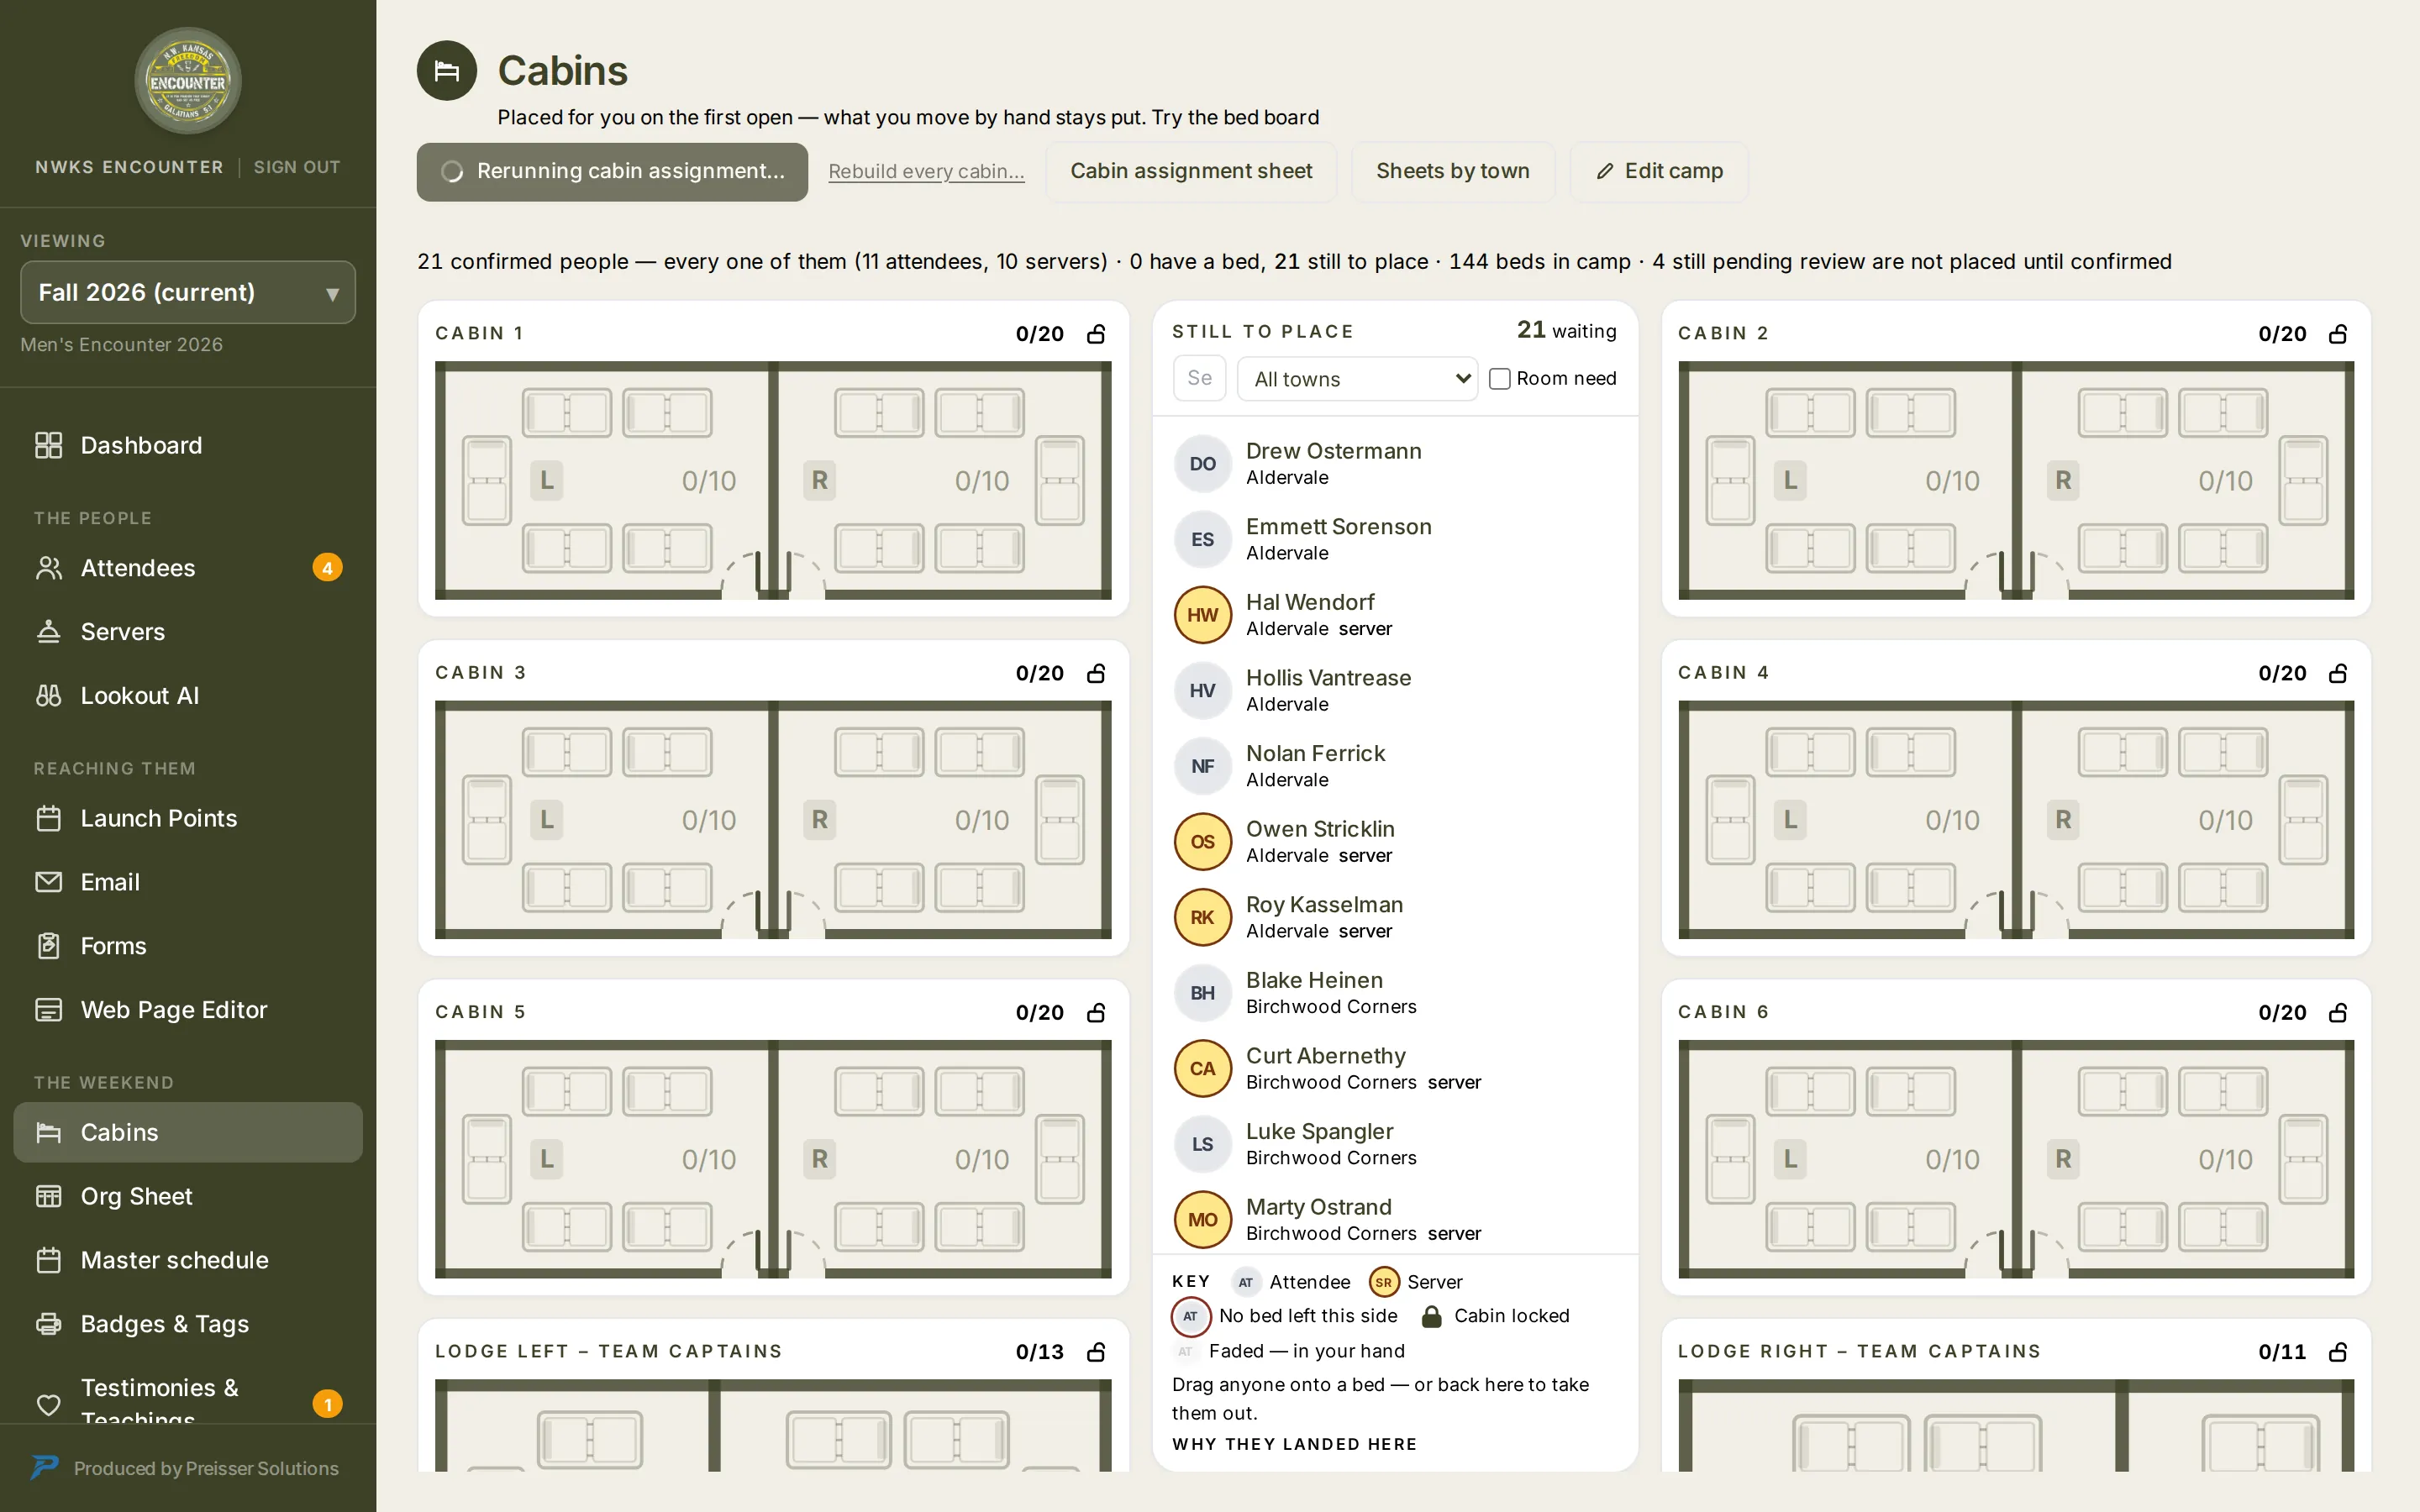 N.W. KANSAS
FREEDOM
ENCOUNTER
GALATIANS 5:1
NWKS ENCOUNTER | SIGN OUT
VIEWING
Fall 2026 (current)
Men's Encounter 2026
Dashboard
THE PEOPLE
Attendees 4
Servers
Lookout AI
REACHING THEM
Launch Points
Email
Forms
Web Page Editor
THE WEEKEND
Cabins
Org Sheet
Master schedule
Badges & Tags
Testimonies & 1
Teachings
Produced by Preisser Solutions
Cabins
Placed for you on the first open — what you move by hand stays put. Try the bed board
Rerunning cabin assignment... Rebuild every cabin... Cabin assignment sheet Sheets by town Edit camp
21 confirmed people — every one of them (11 attendees, 10 servers) · 0 have a bed, 21 still to place · 144 beds in camp · 4 still pending review are not placed until confirmed
CABIN 1 0/20
L 0/10 R 0/10
CABIN 3 0/20
L 0/10 R 0/10
CABIN 5 0/20
L 0/10 R 0/10
LODGE LEFT – TEAM CAPTAINS 0/13
STILL TO PLACE 21 waiting
Se All towns Room need
DO Drew Ostermann
Aldervale
ES Emmett Sorenson
Aldervale
HW Hal Wendorf
Aldervale server
HV Hollis Vantrease
Aldervale
NF Nolan Ferrick
Aldervale
OS Owen Stricklin
Aldervale server
RK Roy Kasselman
Aldervale server
BH Blake Heinen
Birchwood Corners
CA Curt Abernethy
Birchwood Corners server
LS Luke Spangler
Birchwood Corners
MO Marty Ostrand
Birchwood Corners server
KEY AT Attendee SR Server
AT No bed left this side Cabin locked
AT Faded — in your hand
Drag anyone onto a bed — or back here to take
them out.
WHY THEY LANDED HERE
CABIN 2 0/20
L 0/10 R 0/10
CABIN 4 0/20
L 0/10 R 0/10
CABIN 6 0/20
L 0/10 R 0/10
LODGE RIGHT – TEAM CAPTAINS 0/11